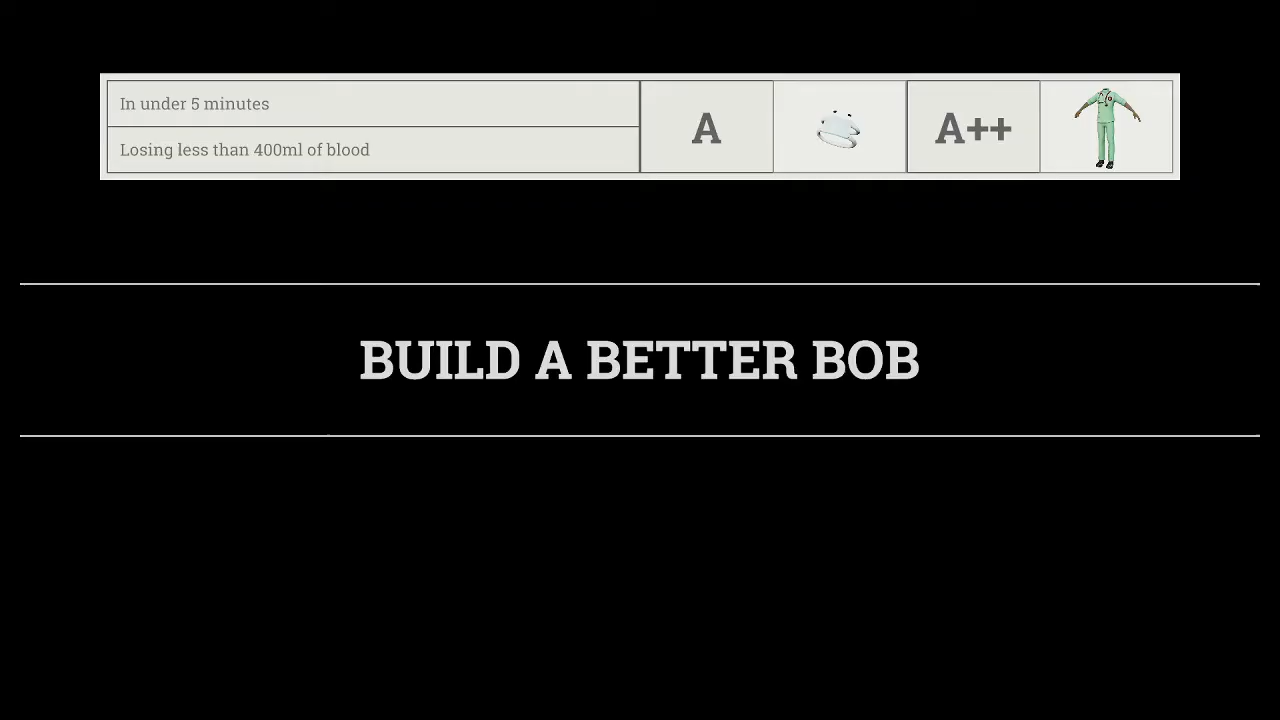 In under 5 minutes
Losing less than 400ml of blood
A
A++
BUILD A BETTER BOB